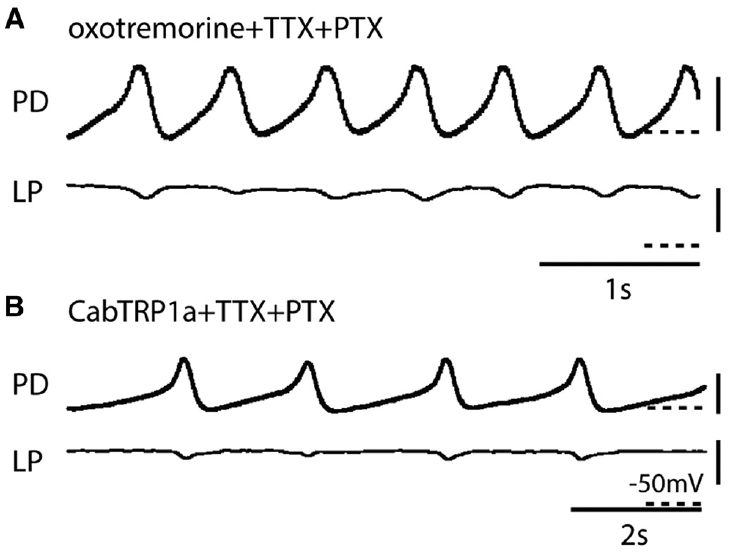 A
oxotremorine+TTX+PTX
PD
LP
1s
B
CabTRP1a+TTX+PTX
PD
LP
-50mV
2s